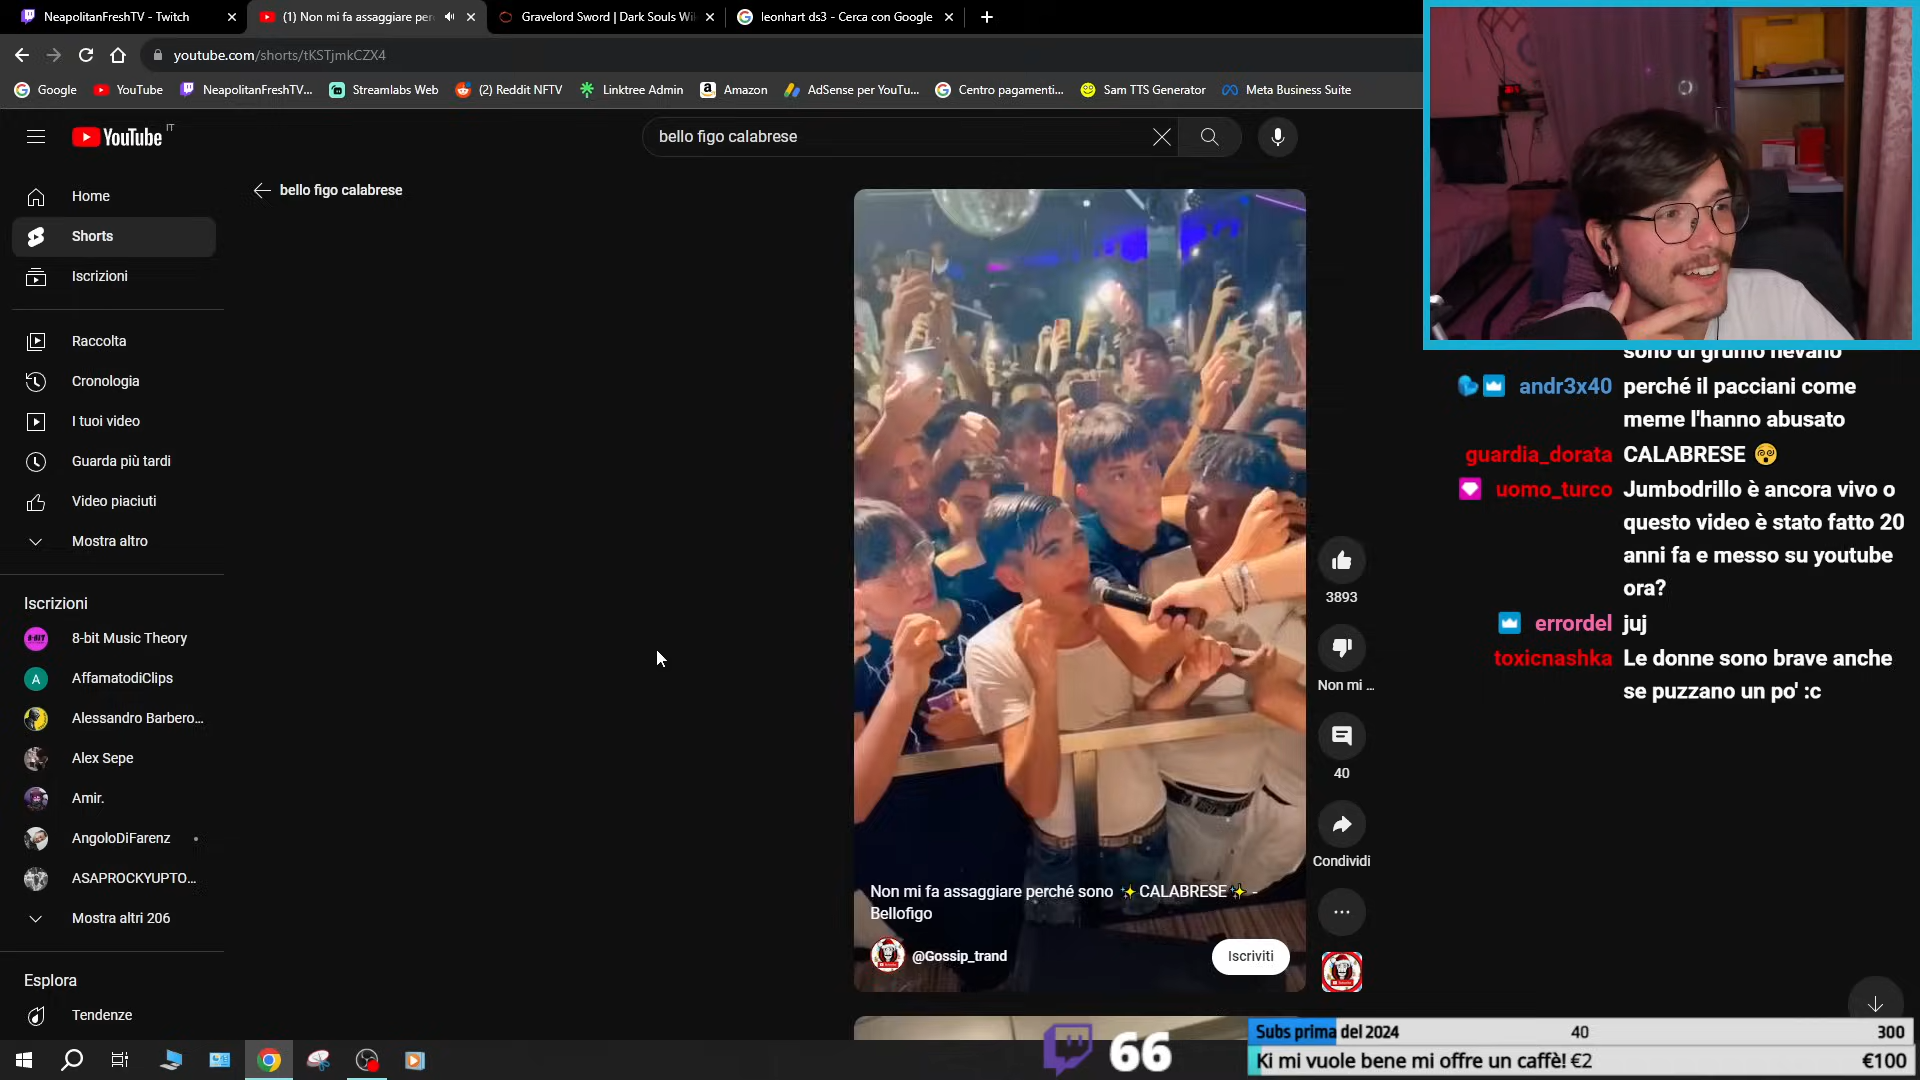 NeapolitanFreshTV - Twitch
(1) Non mi fa assaggiare per
Gravelord Sword | Dark Souls Wi
leonhart ds3 - Cerca con Google
youtube.com/shorts/tKSTjmkCZX4
Google
YouTube
NeapolitanFreshTV...
Streamlabs Web
(2) Reddit NFTV
Linktree Admin
Amazon
AdSense per YouTu...
Centro pagamenti...
Sam TTS Generator
Meta Business Suite
YouTube IT
bello figo calabrese
bello figo calabrese
Home
Shorts
Iscrizioni
Raccolta
Cronologia
I tuoi video
Guarda più tardi
Video piaciuti
Mostra altro
Iscrizioni
8-bit Music Theory
AffamatodiClips
Alessandro Barbero...
Alex Sepe
Amir.
AngoloDiFarenz
ASAPROCKYUPTO...
Mostra altri 206
Esplora
Tendenze
3893
Non mi ...
40
Condividi
Non mi fa assaggiare perché sono ✨CALABRESE✨ -
Bellofigo
@Gossip_trand
Iscriviti
sono di grumo nevano
andr3x40 perché il pacciani come
meme l'hanno abusato
guardia_dorata CALABRESE 😵‍💫
uomo_turco Jumbodrillo è ancora vivo o
questo video è stato fatto 20
anni fa e messo su youtube
ora?
errordel juj
toxicnashka Le donne sono brave anche
se puzzano un po' :c
66
Subs prima del 2024 40 300
Ki mi vuole bene mi offre un caffè! €2 €100